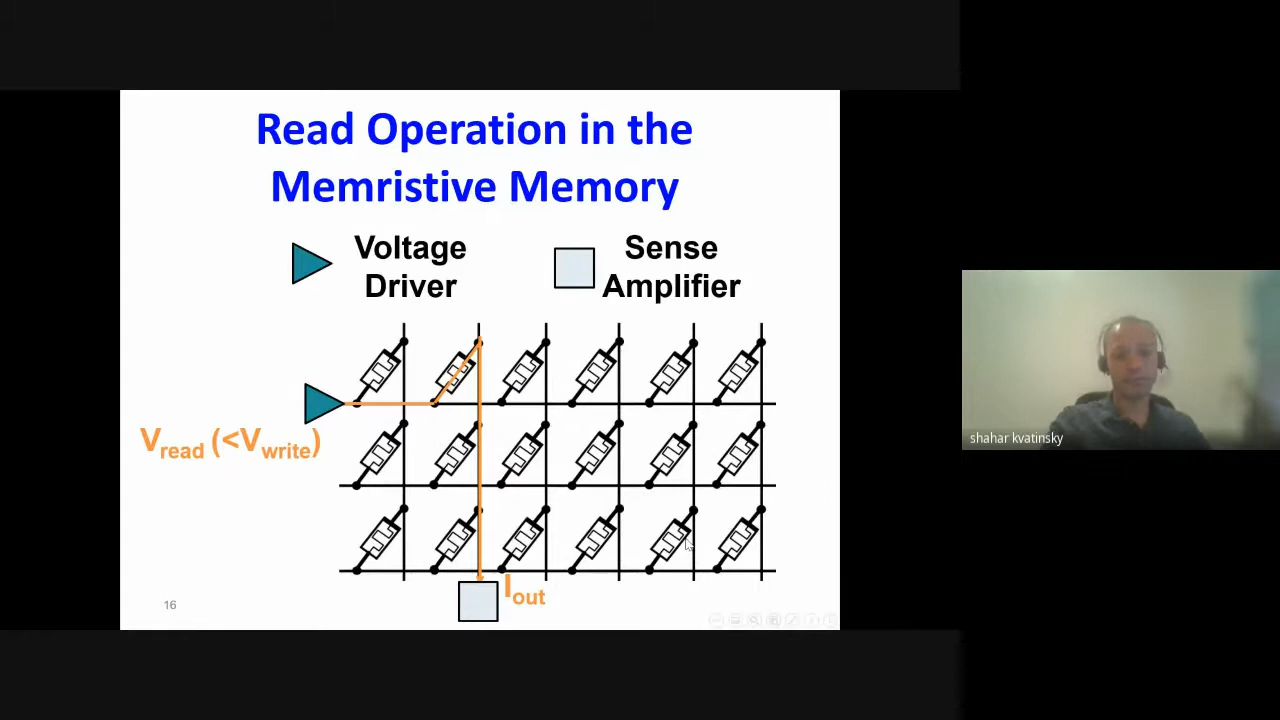 Read Operation in the
Memristive Memory
Voltage
Driver
Sense
Amplifier
Vread (<Vwrite)
Iout
16
shahar kvatinsky